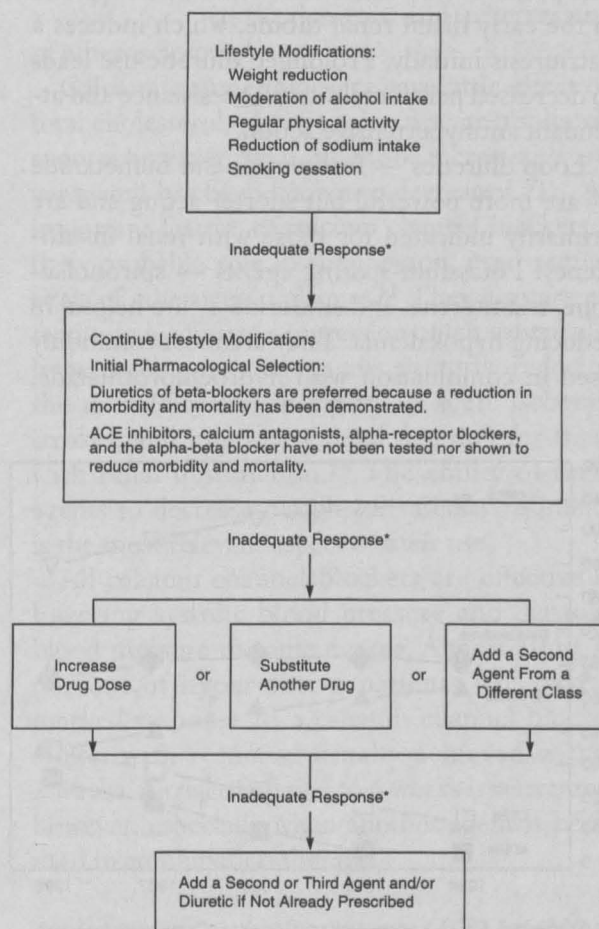 Lifestyle Modifications:
Weight reduction
Moderation of alcohol intake
Regular physical activity
Reduction of sodium intake
Smoking cessation
Inadequate Response*
Continue Lifestyle Modifications
Initial Pharmacological Selection:
Diuretics of beta-blockers are preferred because a reduction in
morbidity and mortality has been demonstrated.
ACE inhibitors, calcium antagonists, alpha-receptor blockers,
and the alpha-beta blocker have not been tested nor shown to
reduce morbidity and mortality.
Inadequate Response*
Increase
Drug Dose
or
Substitute
Another Drug
or
Add a Second
Agent From a
Different Class
Inadequate Response*
Add a Second or Third Agent and/or
Diuretic if Not Already Prescribed